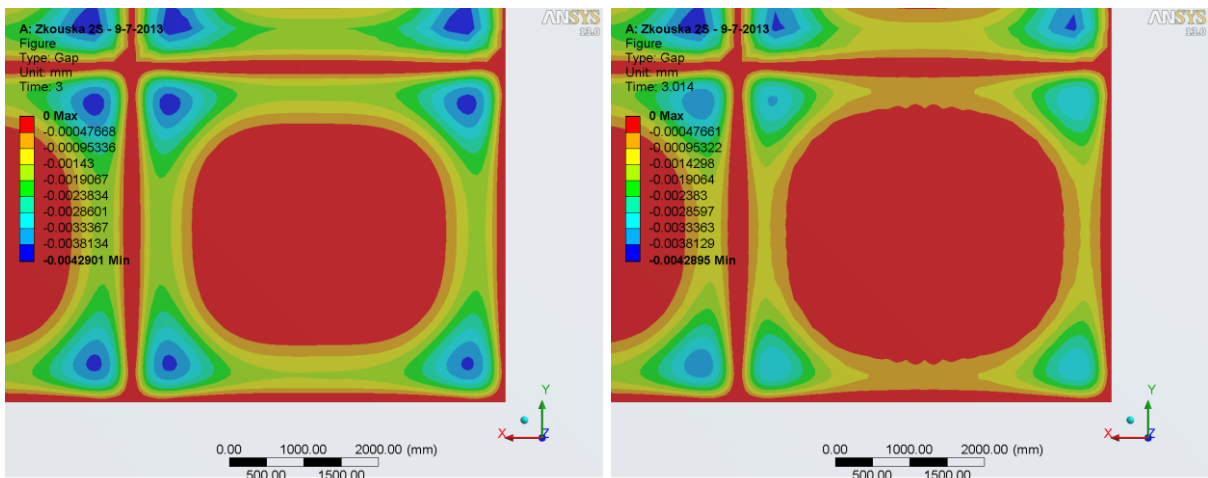 ANSYS
13.0
A: Zkouska 2S - 9-7-2013
Figure
Type: Gap
Unit: mm
Time: 3
0 Max
-0.00047668
-0.00095336
-0.00143
-0.0019067
-0.0023834
-0.0028601
-0.0033367
-0.0038134
-0.0042901 Min
Y
X
Z
0.00 1000.00 2000.00 (mm)
500.00 1500.00
ANSYS
13.0
A: Zkouska 2S - 9-7-2013
Figure
Type: Gap
Unit: mm
Time: 3.014
0 Max
-0.00047661
-0.00095322
-0.0014298
-0.0019064
-0.002383
-0.0028597
-0.0033363
-0.0038129
-0.0042895 Min
Y
X
Z
0.00 1000.00 2000.00 (mm)
500.00 1500.00